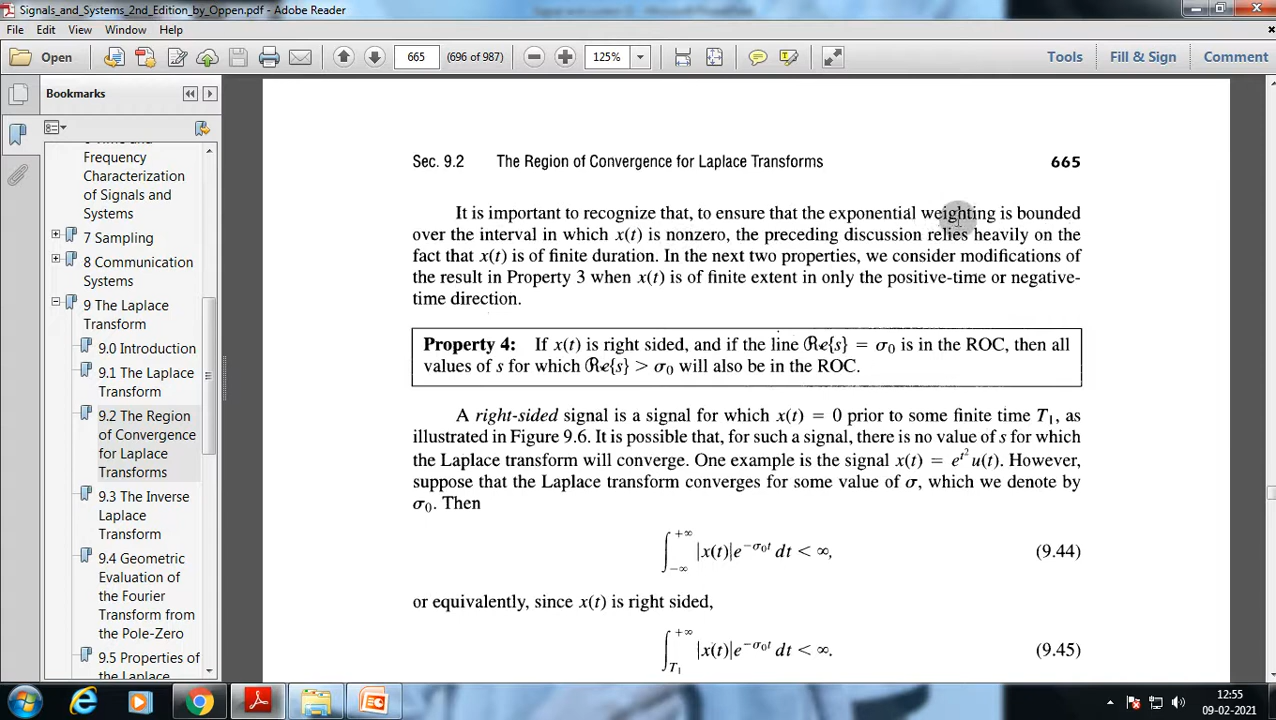 Signals_and_Systems_2nd_Edition_by_Oppen.pdf - Adobe Reader
File Edit View Window Help
Open 665 (696 of 987) 125% Tools Fill & Sign Comment
Bookmarks
Frequency
Characterization
of Signals and
Systems
7 Sampling
8 Communication
Systems
9 The Laplace
Transform
9.0 Introduction
9.1 The Laplace
Transform
9.2 The Region
of Convergence
for Laplace
Transforms
9.3 The Inverse
Laplace
Transform
9.4 Geometric
Evaluation of
the Fourier
Transform from
the Pole-Zero
9.5 Properties of
the Laplace
Sec. 9.2 The Region of Convergence for Laplace Transforms 665
It is important to recognize that, to ensure that the exponential weighting is bounded
over the interval in which x(t) is nonzero, the preceding discussion relies heavily on the
fact that x(t) is of finite duration. In the next two properties, we consider modifications of
the result in Property 3 when x(t) is of finite extent in only the positive-time or negative-
time direction.
Property 4: If x(t) is right sided, and if the line ℜe{s} = σ₀ is in the ROC, then all
values of s for which ℜe{s} > σ₀ will also be in the ROC.
A right-sided signal is a signal for which x(t) = 0 prior to some finite time T₁, as
illustrated in Figure 9.6. It is possible that, for such a signal, there is no value of s for which
the Laplace transform will converge. One example is the signal x(t) = e^{t²}u(t). However,
suppose that the Laplace transform converges for some value of σ, which we denote by
σ₀. Then
∫_{−∞}^{+∞} |x(t)|e^{−σ₀t} dt < ∞, (9.44)
or equivalently, since x(t) is right sided,
∫_{T₁}^{+∞} |x(t)|e^{−σ₀t} dt < ∞. (9.45)
12:55
09-02-2021